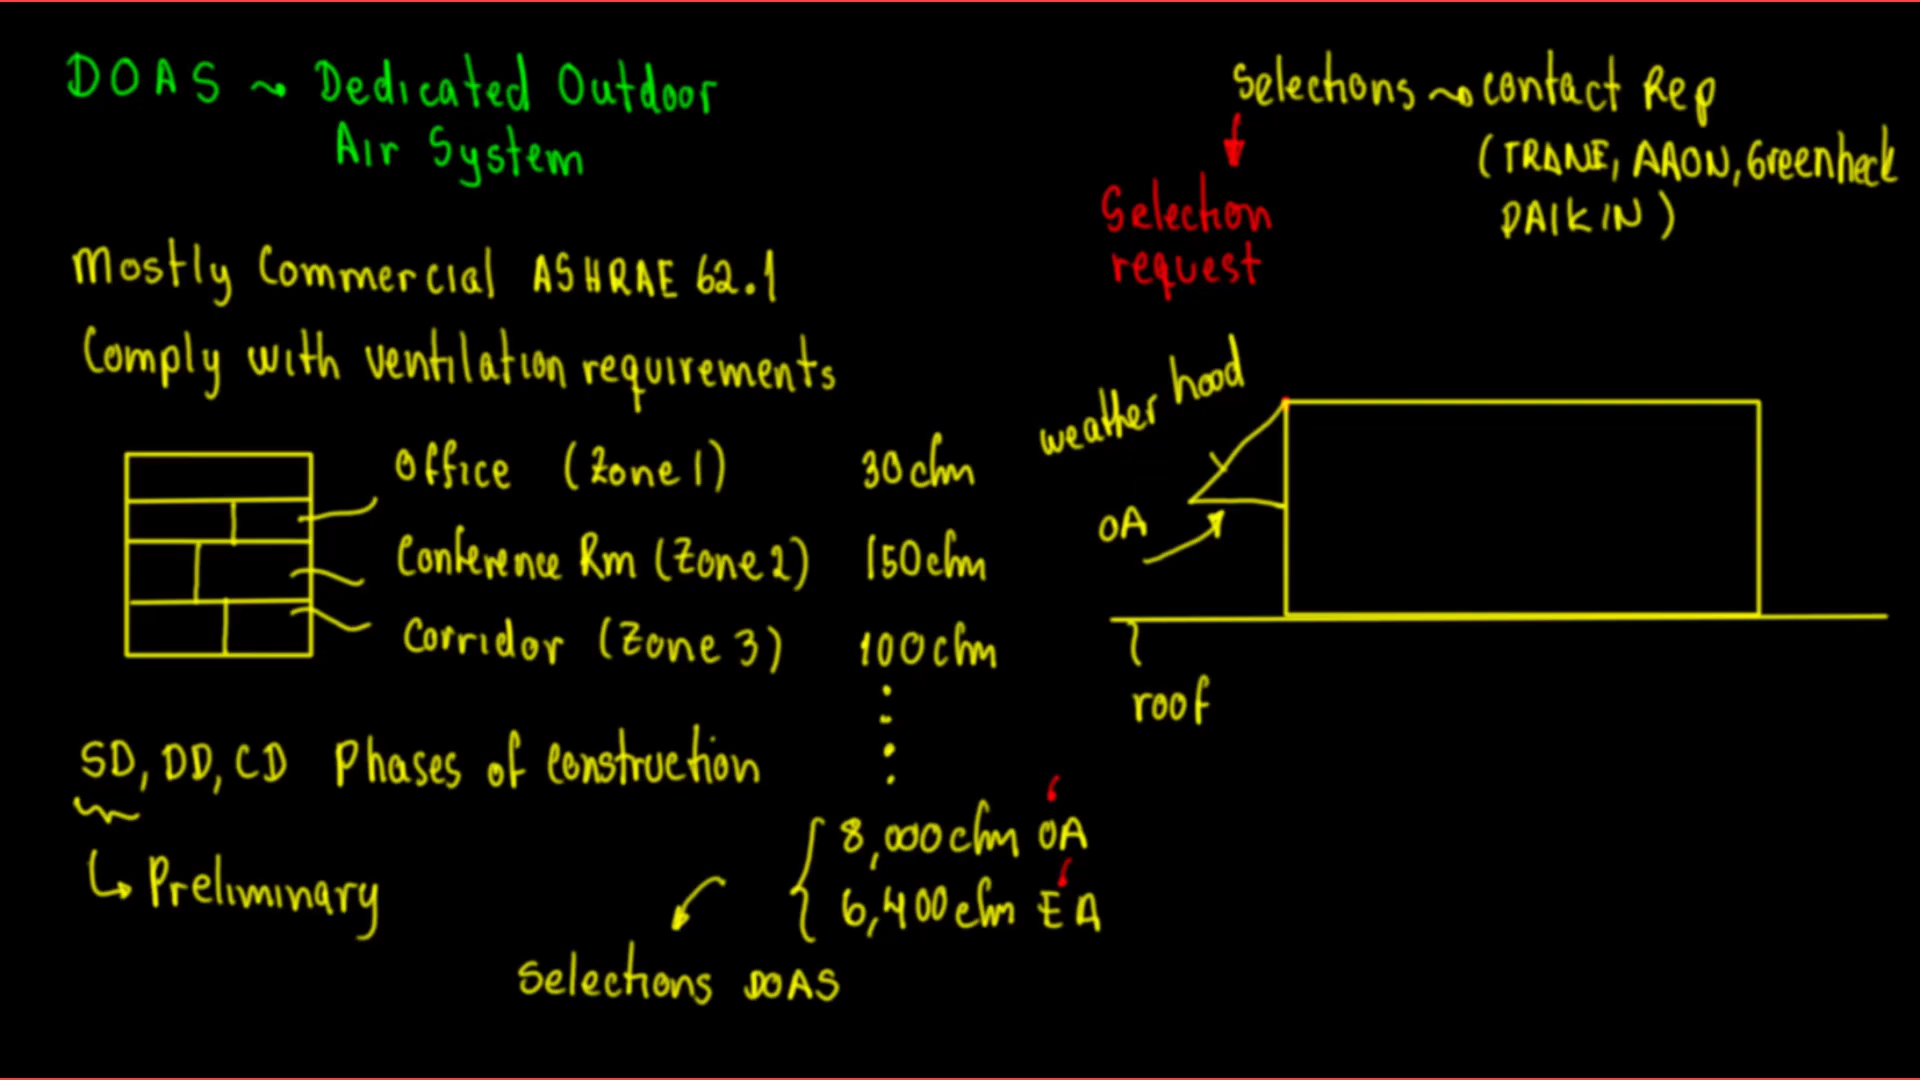 DOAS ~ Dedicated Outdoor
Air System
Mostly Commercial ASHRAE 62.1
Comply with ventilation requirements
Office (Zone 1) 30 cfm
Conference Rm (Zone 2) 150 cfm
Corridor (Zone 3) 100 cfm
SD, DD, CD Phases of construction
Preliminary
8,000 cfm OA
6,400 cfm EA
Selections DOAS
Selections ~ contact Rep
(TRANE, AAON, Greenheck
DAIKIN)
Selection
request
weather hood
OA
roof